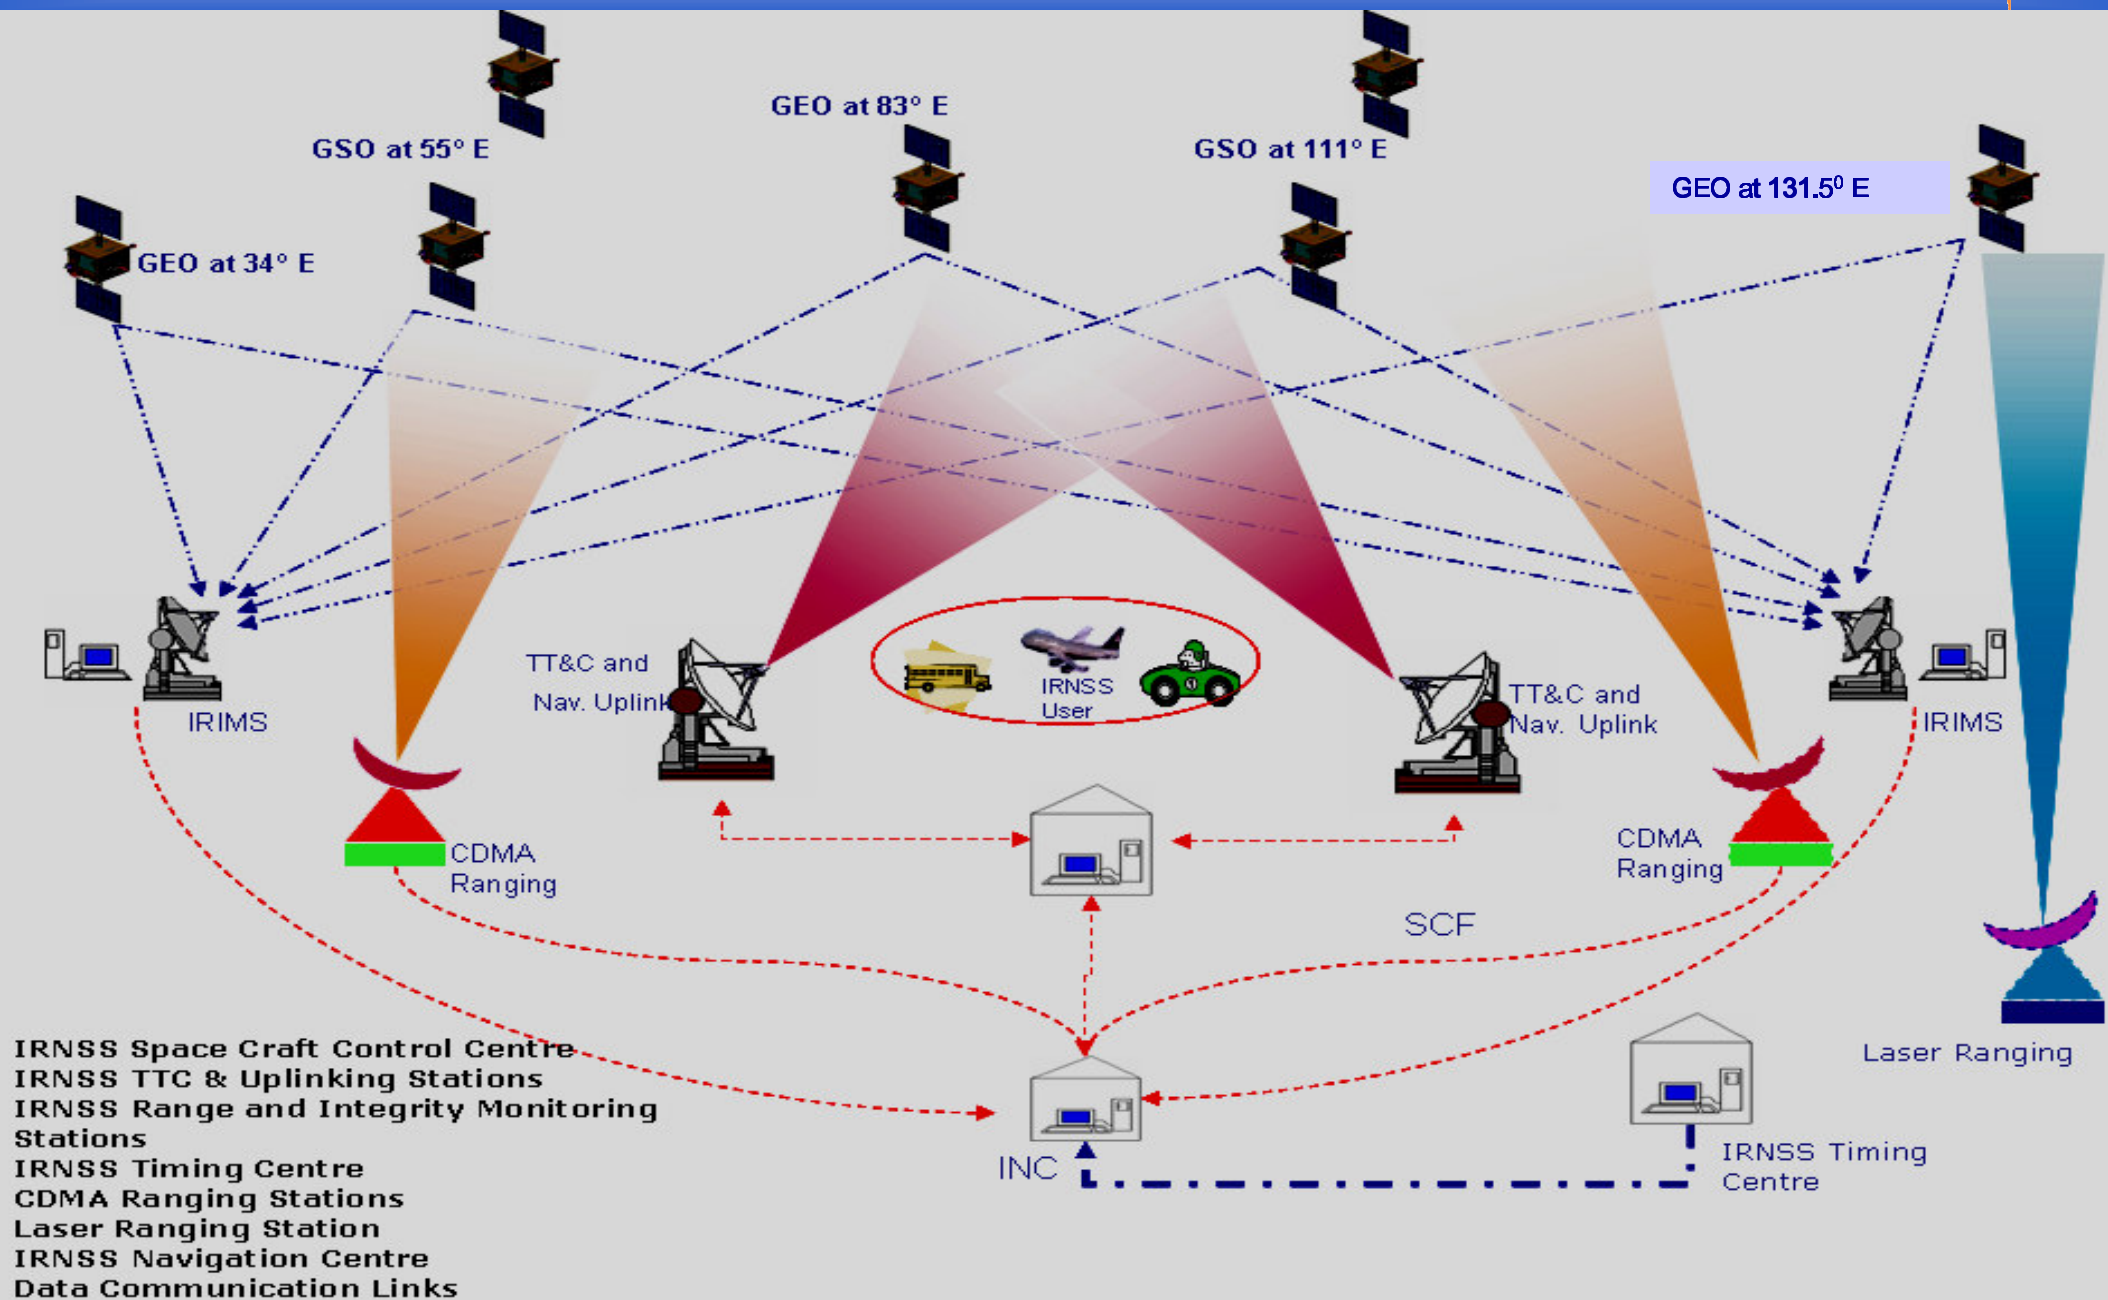 GEO at 83° E
GSO at 55° E
GSO at 111° E
GEO at 131.5⁰ E
GEO at 34° E
TT&C and
Nav. Uplink
IRNSS
User
TT&C and
Nav. Uplink
IRIMS
IRIMS
CDMA
Ranging
CDMA
Ranging
SCF
IRNSS Space Craft Control Centre
IRNSS TTC & Uplinking Stations
IRNSS Range and Integrity Monitoring
Stations
IRNSS Timing Centre
CDMA Ranging Stations
Laser Ranging Station
IRNSS Navigation Centre
Data Communication Links
Laser Ranging
INC
IRNSS Timing
Centre